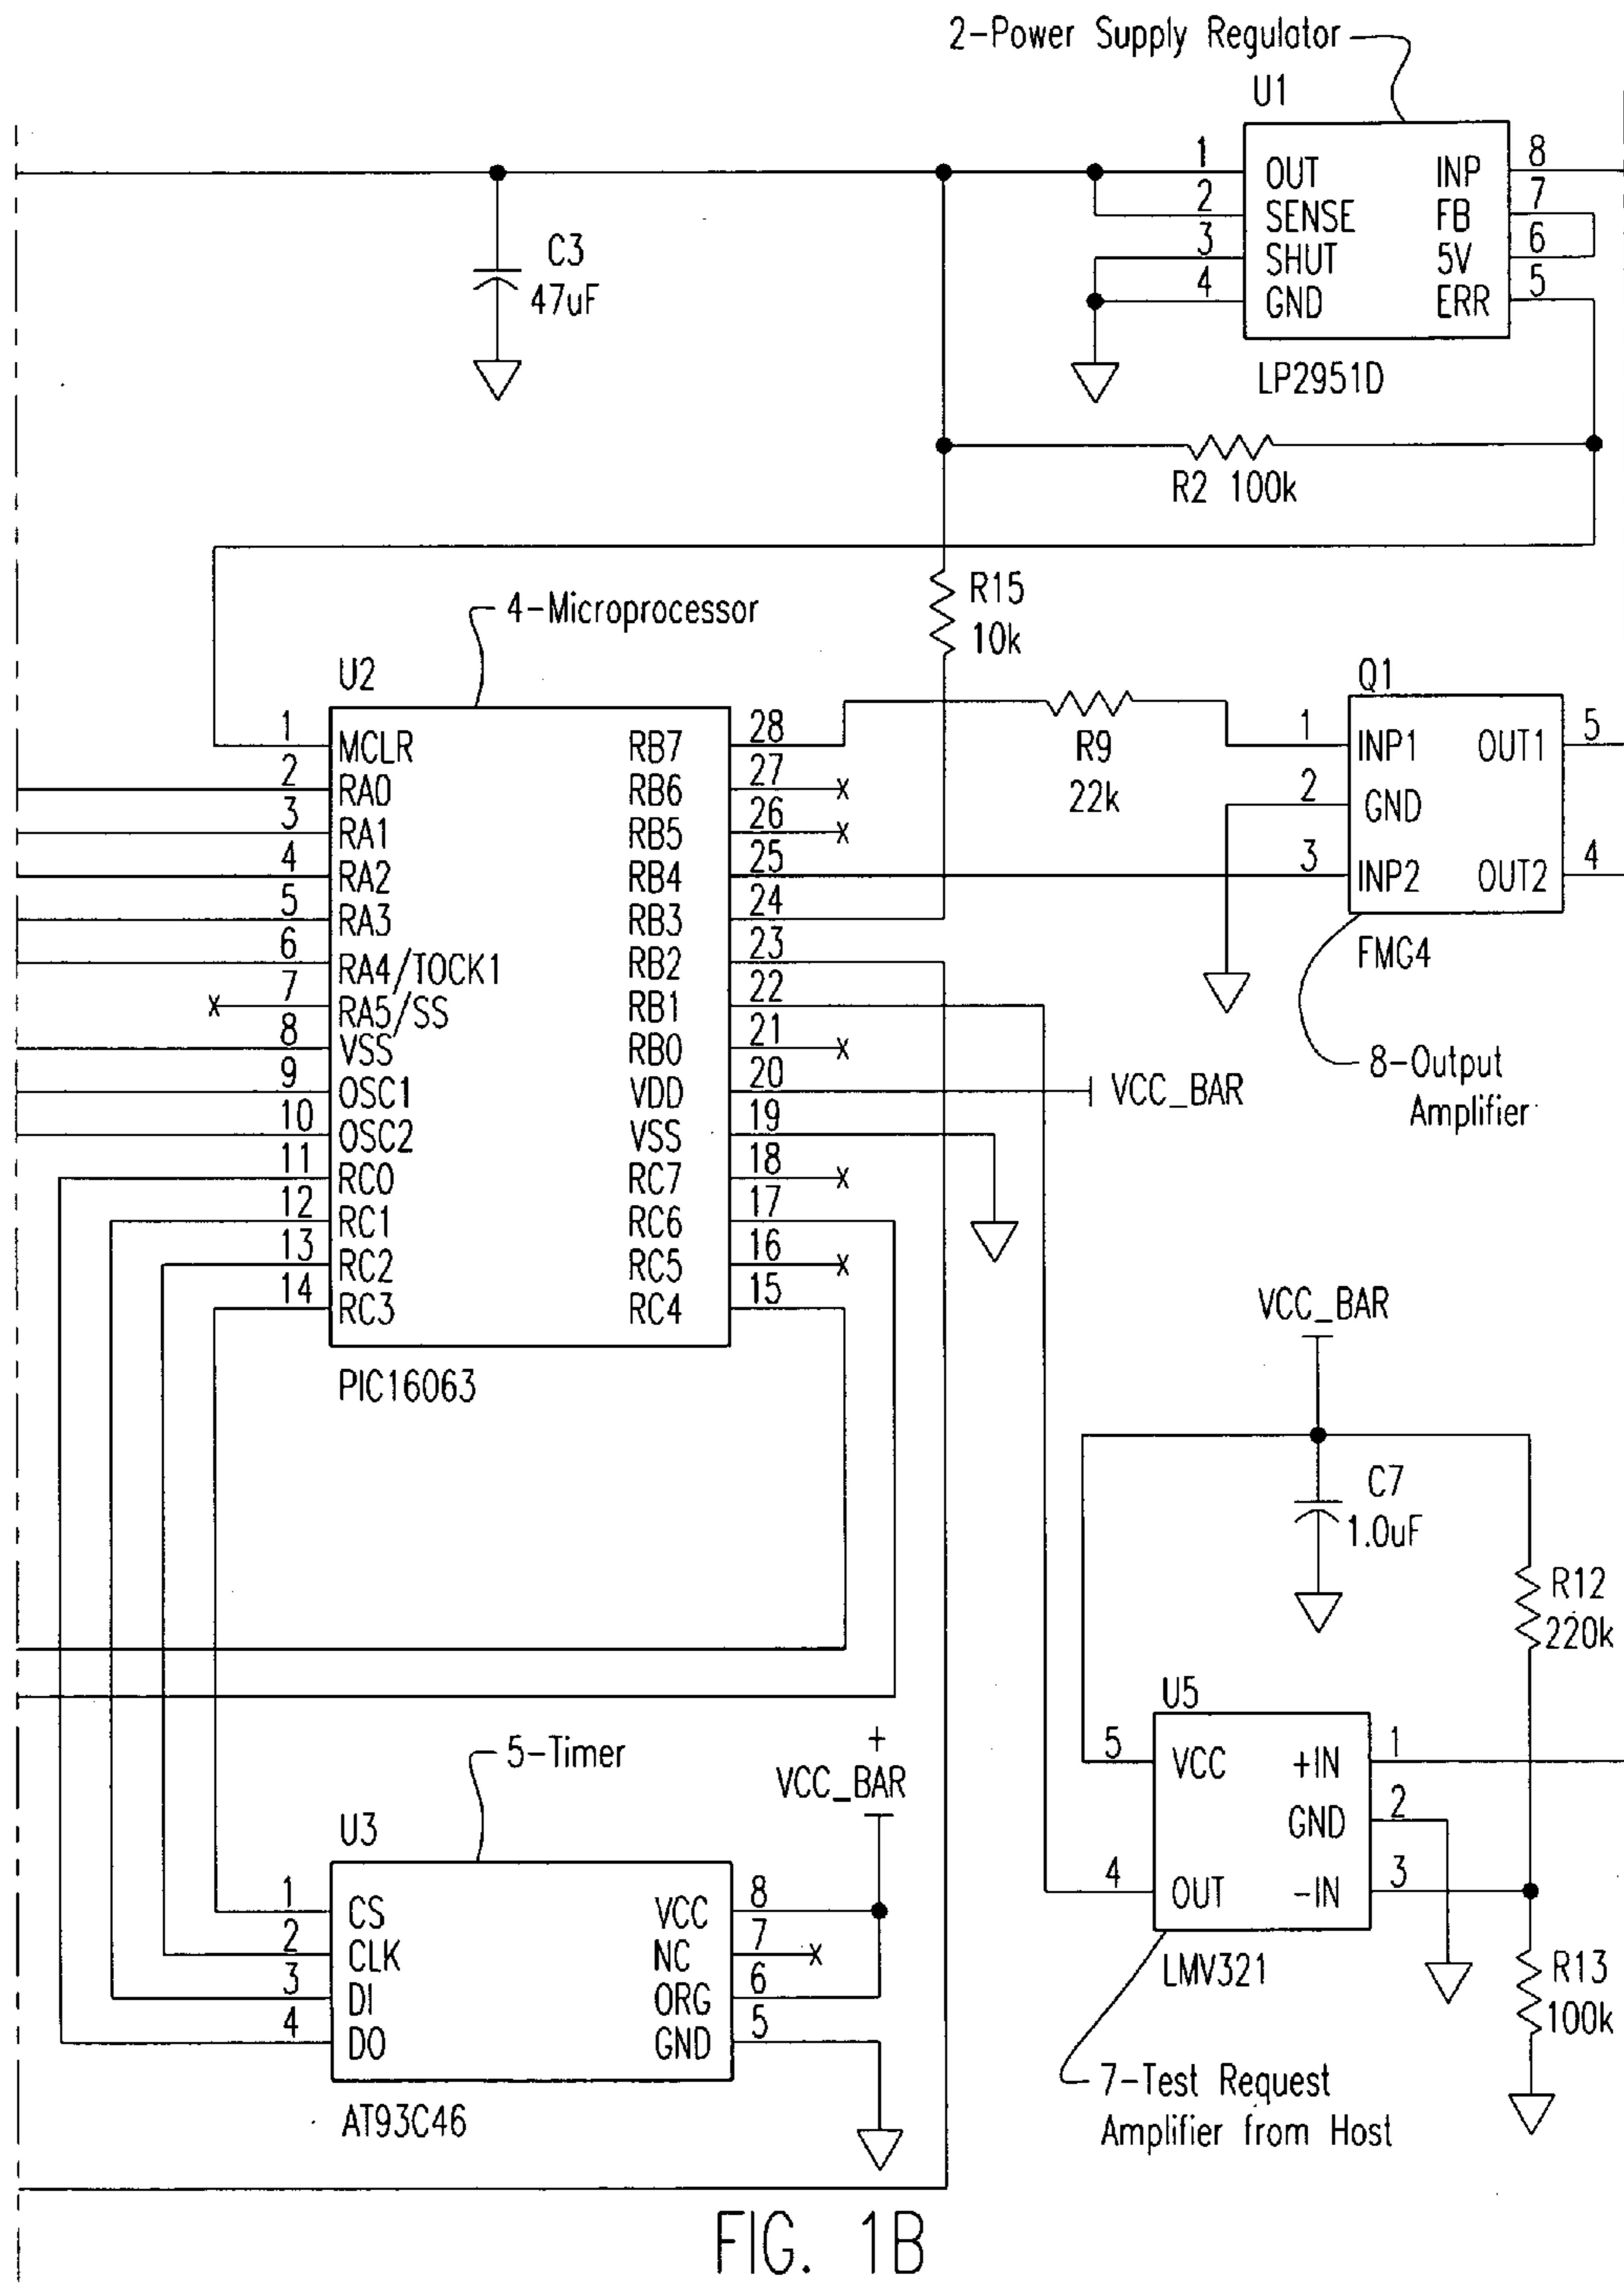 2-Power Supply Regulator
U1
1 OUT INP 8
2 SENSE FB 7
3 SHUT 5V 6
4 GND ERR 5
LP2951D
C3
47uF
R2 100k
R15
10k
4-Microprocessor
U2
1 MCLR RB7 28
2 RA0 RB6 27 x
3 RA1 RB5 26 x
4 RA2 RB4 25
5 RA3 RB3 24
6 RA4/TOCK1 RB2 23
x 7 RA5/SS RB1 22
8 VSS RB0 21 x
9 OSC1 VDD 20 VCC_BAR
10 OSC2 VSS 19
11 RC0 RC7 18 x
12 RC1 RC6 17
13 RC2 RC5 16 x
14 RC3 RC4 15
PIC16063
R9
22k
Q1
1 INP1 OUT1 5
2 GND
3 INP2 OUT2 4
FMG4
8-Output
Amplifier
VCC_BAR
C7
1.0uF
R12
220k
U5
5 VCC +IN 1
GND 2
4 OUT -IN 3
LMV321
R13
100k
7-Test Request
Amplifier from Host
5-Timer
+
VCC_BAR
U3
1 CS VCC 8
2 CLK NC 7 x
3 DI ORG 6
4 DO GND 5
AT93C46
FIG. 1B